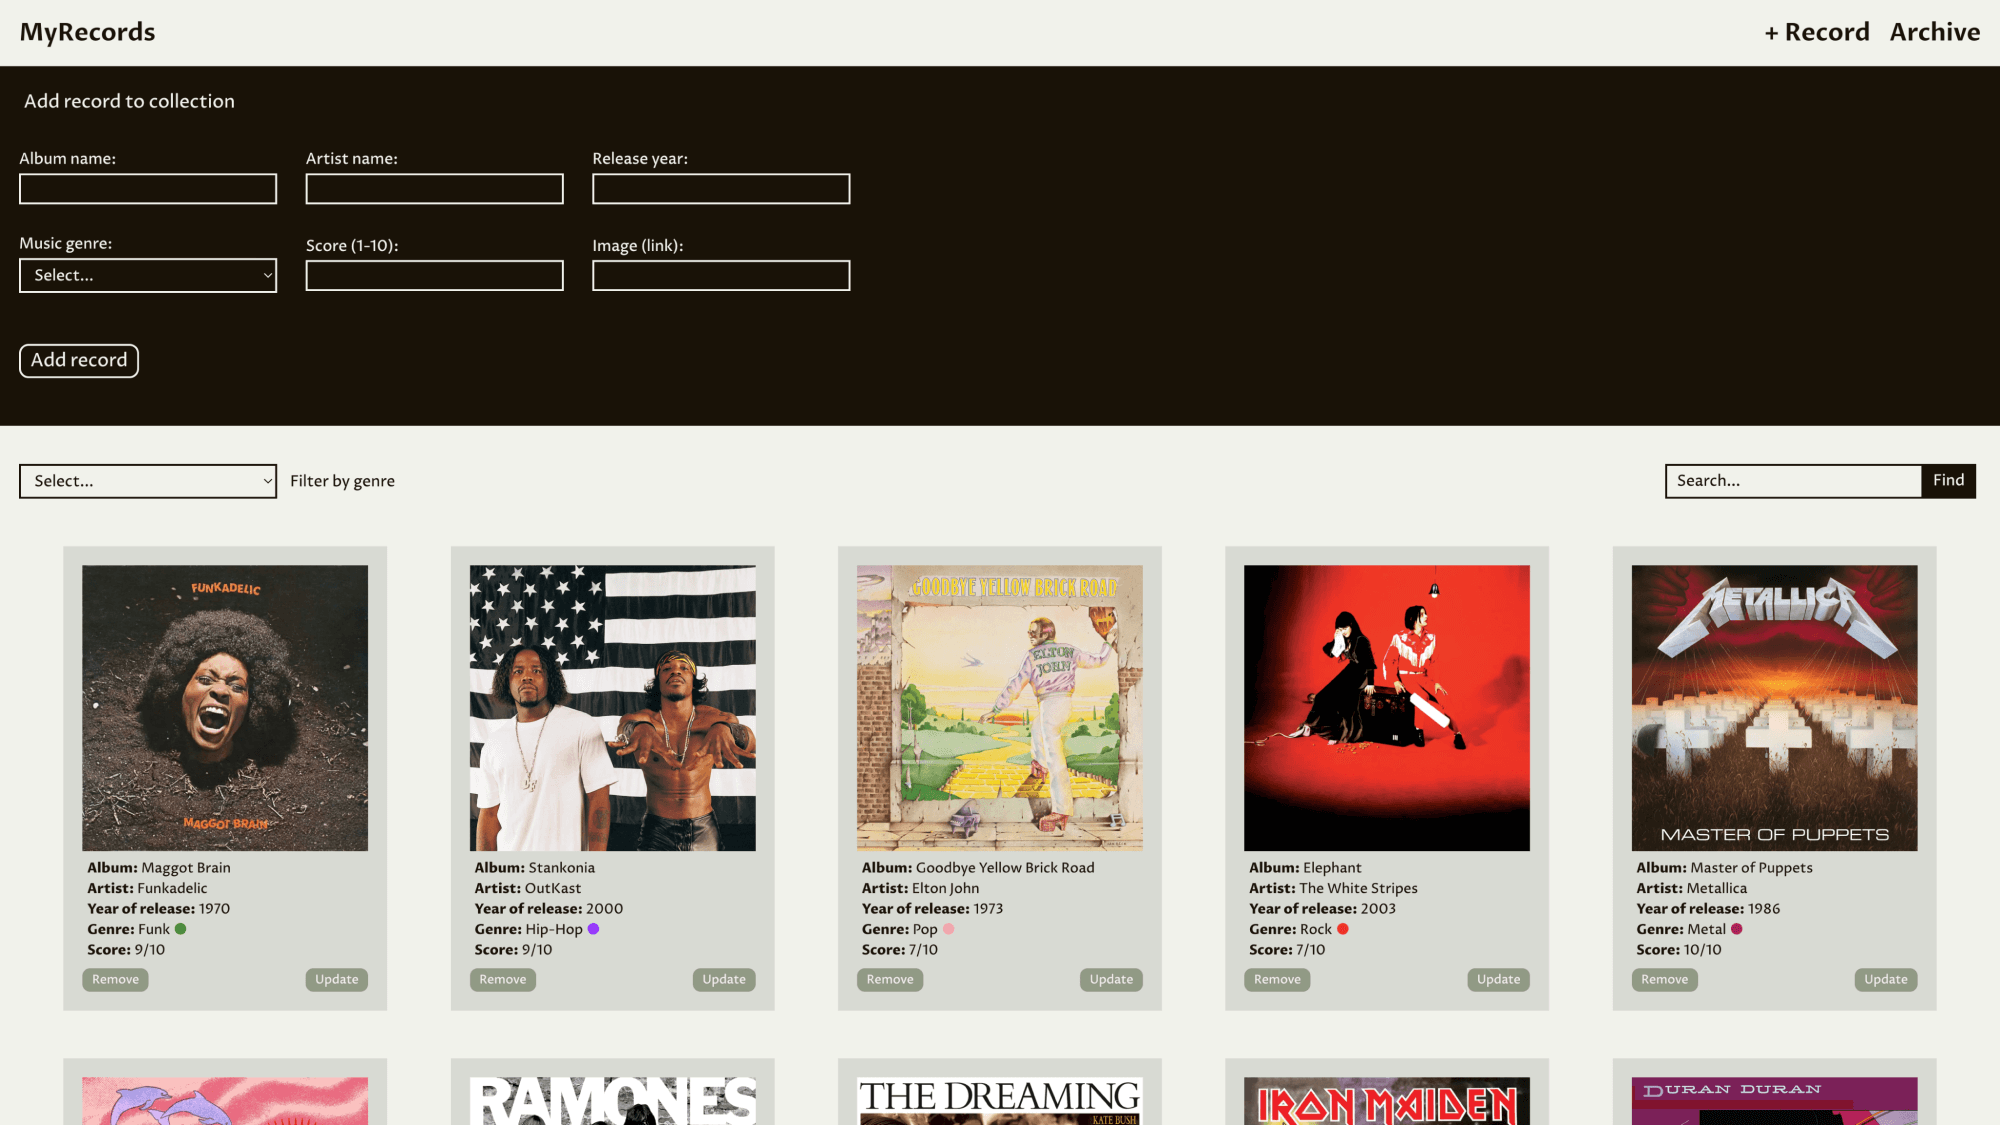 MyRecords
+ Record Archive
Add record to collection
Album name: Artist name: Release year:
Music genre: Score (1-10): Image (link):
Select...
Add record
Select... Filter by genre Search... Find
FUNKADELIC
MAGGOT BRAIN
GOODBYE YELLOW BRICK ROAD
ELTON
JOHN
METALLICA
MASTER OF PUPPETS
Album: Maggot Brain
Artist: Funkadelic
Year of release: 1970
Genre: Funk
Score: 9/10
Remove Update
Album: Stankonia
Artist: OutKast
Year of release: 2000
Genre: Hip-Hop
Score: 9/10
Remove Update
Album: Goodbye Yellow Brick Road
Artist: Elton John
Year of release: 1973
Genre: Pop
Score: 7/10
Remove Update
Album: Elephant
Artist: The White Stripes
Year of release: 2003
Genre: Rock
Score: 7/10
Remove Update
Album: Master of Puppets
Artist: Metallica
Year of release: 1986
Genre: Metal
Score: 10/10
Remove Update
RAMONES
THE DREAMING
KATE BUSH
IRON MAIDEN
DURAN DURAN